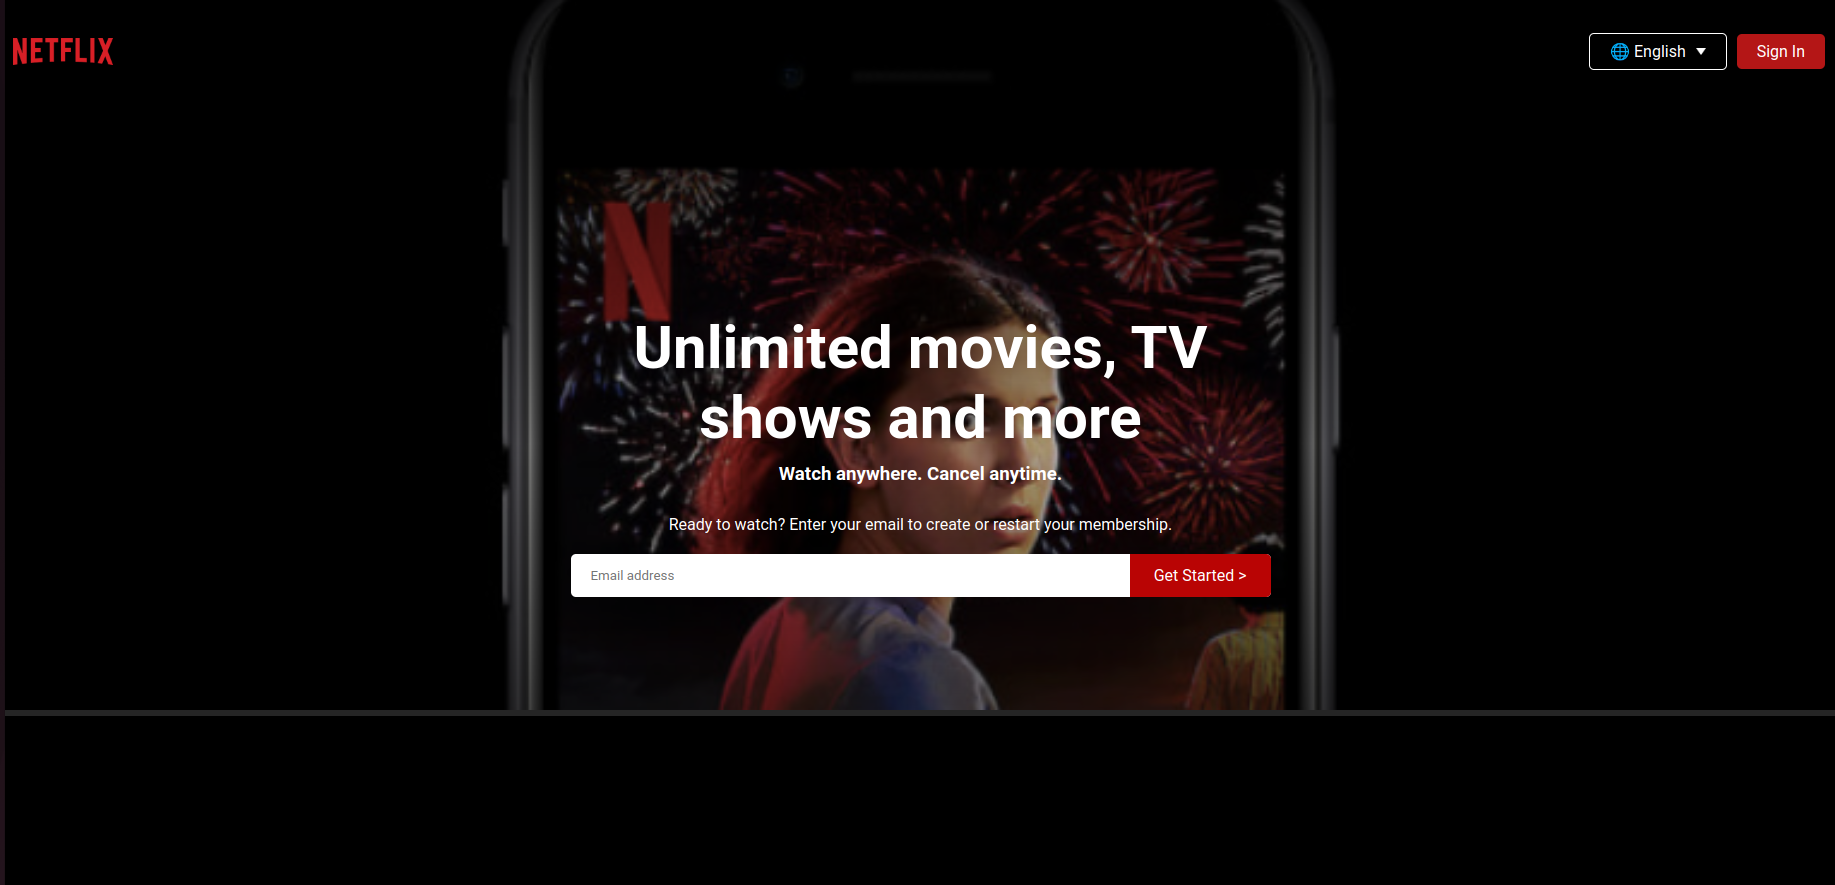 NETFLIX
English
Sign In
N
Unlimited movies, TV
shows and more
Watch anywhere. Cancel anytime.
Ready to watch? Enter your email to create or restart your membership.
Email address
Get Started >